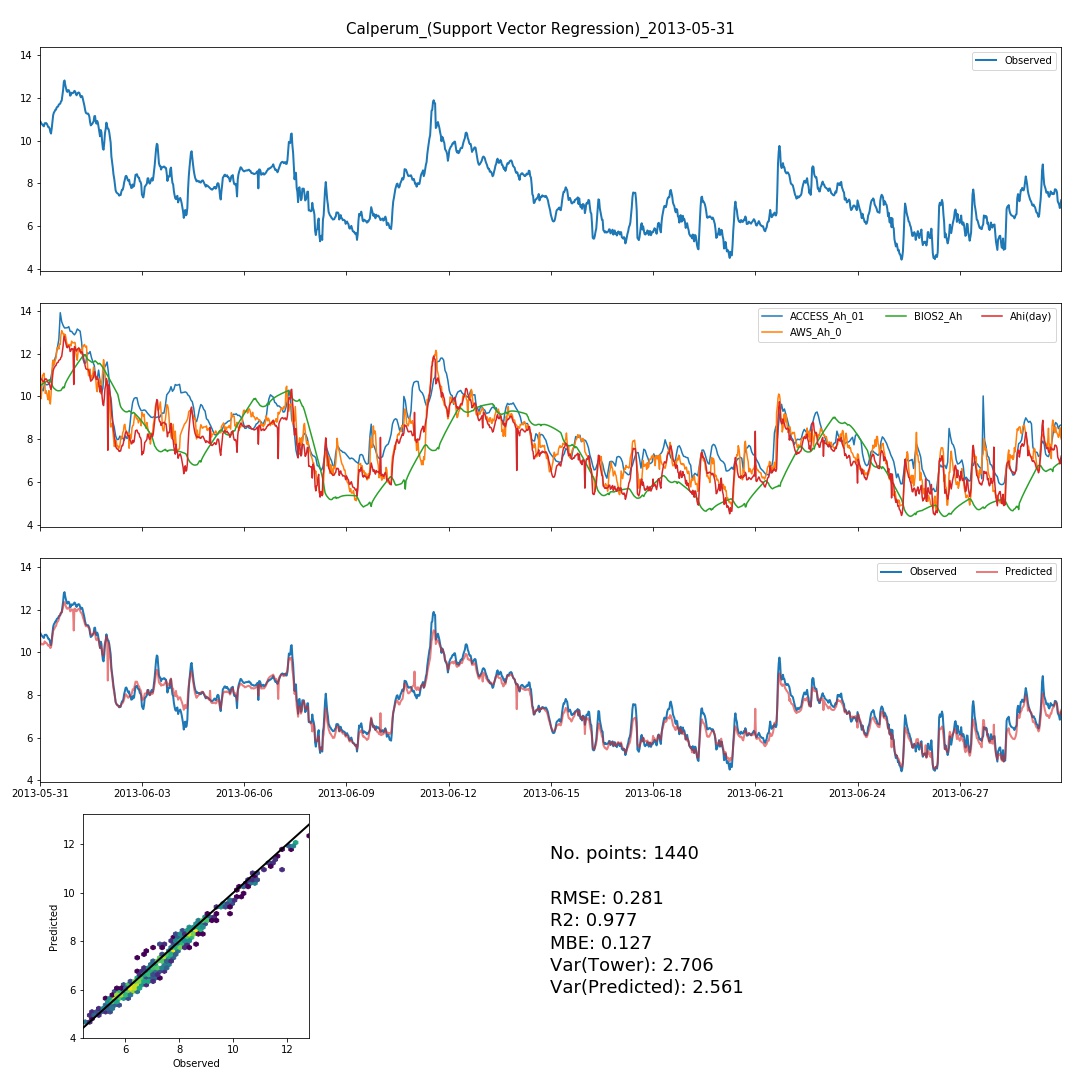 Calperum_(Support Vector Regression)_2013-05-31
Observed
14
12
10
8
6
4
ACCESS_Ah_01 BIOS2_Ah Ahi(day)
AWS_Ah_0
14
12
10
8
6
4
Observed Predicted
14
12
10
8
6
4
2013-05-31 2013-06-03 2013-06-06 2013-06-09 2013-06-12 2013-06-15 2013-06-18 2013-06-21 2013-06-24 2013-06-27
12
10
8
6
4
Predicted
6 8 10 12
Observed
No. points: 1440
RMSE: 0.281
R2: 0.977
MBE: 0.127
Var(Tower): 2.706
Var(Predicted): 2.561